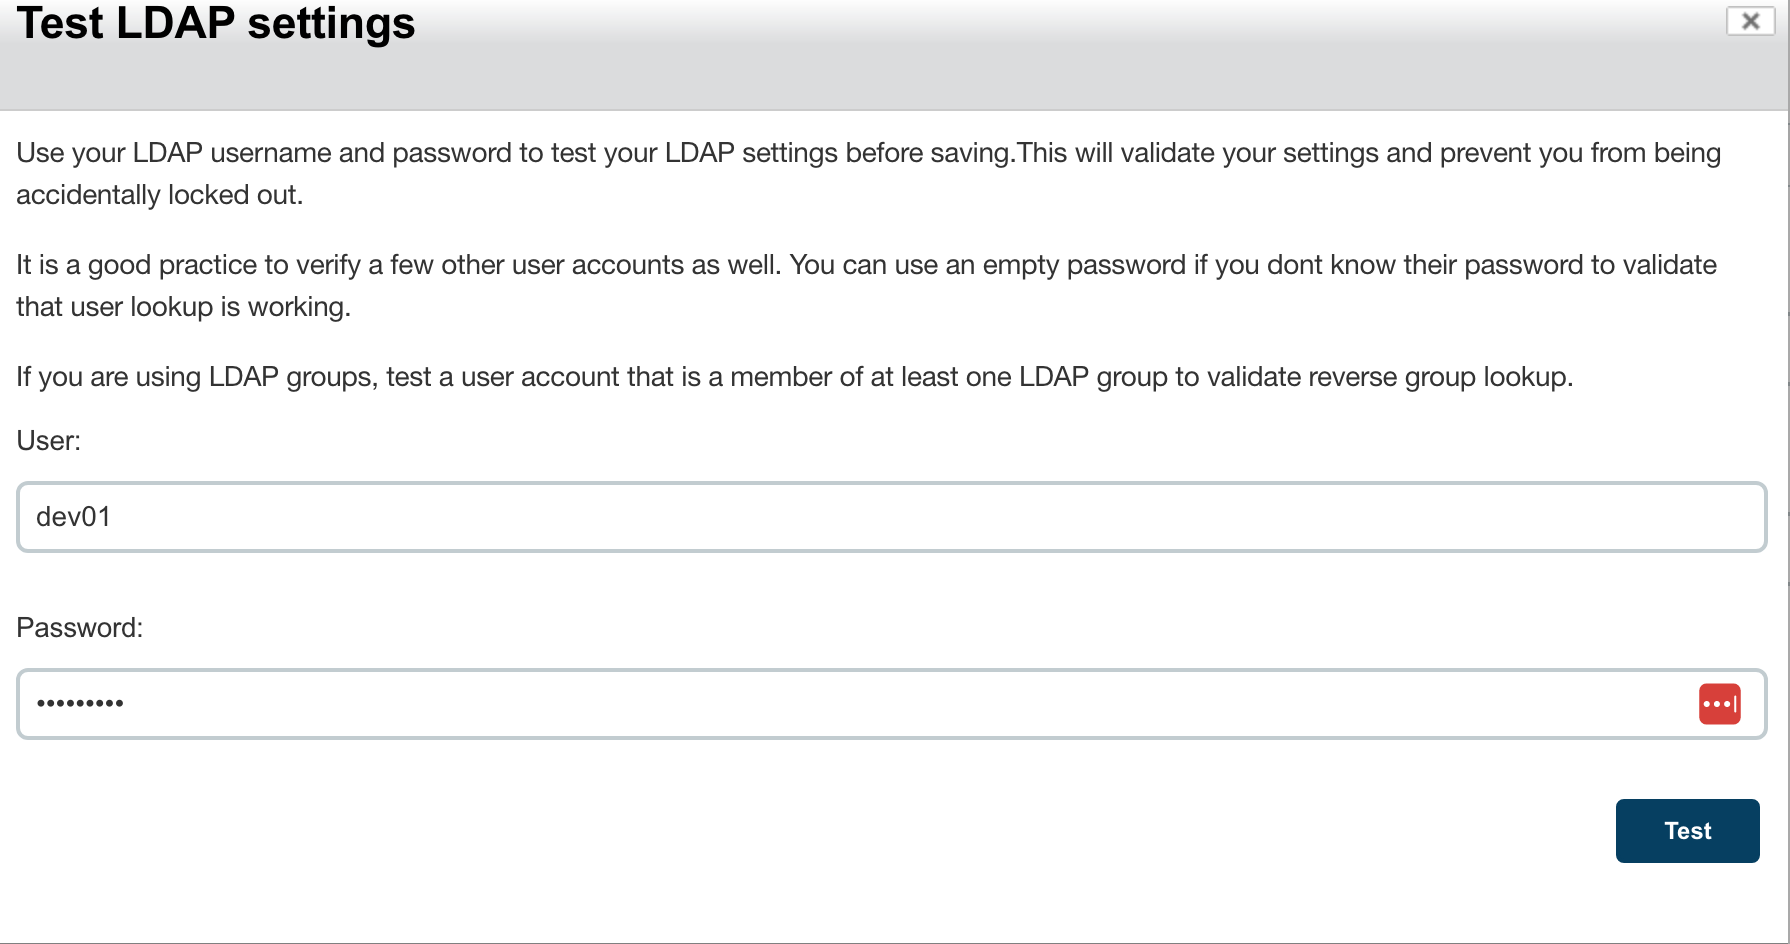 Test LDAP settings
Use your LDAP username and password to test your LDAP settings before saving.This will validate your settings and prevent you from being
accidentally locked out.
It is a good practice to verify a few other user accounts as well. You can use an empty password if you dont know their password to validate
that user lookup is working.
If you are using LDAP groups, test a user account that is a member of at least one LDAP group to validate reverse group lookup.
User:
dev01
Password:
•••••••••
Test